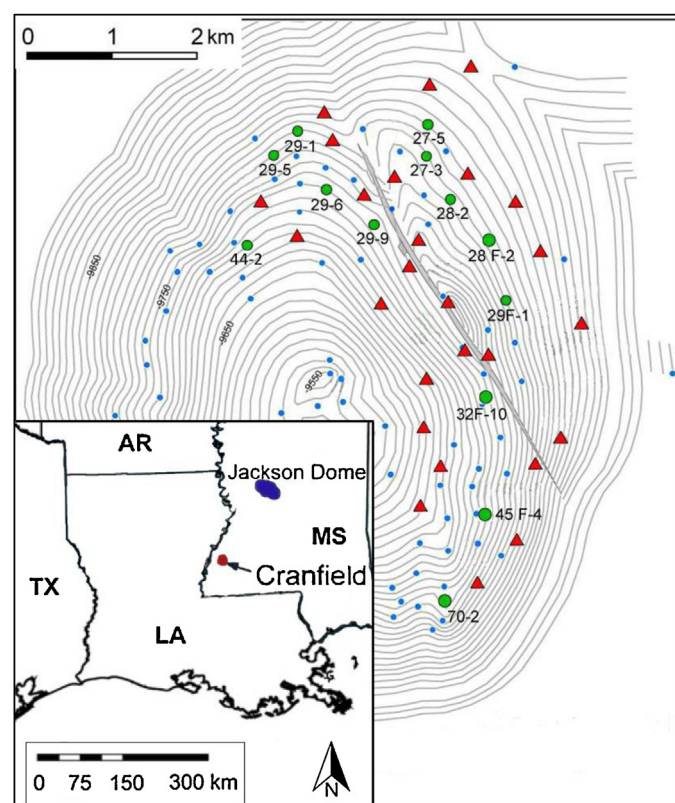 0 1 2 km
27-5
29-1
27-3
29-5
29-6
28-2
29-9
28 F-2
44-2
-9850
-9750
29F-1
-9650
-9550
32F-10
AR
Jackson Dome
MS
45 F-4
Cranfield
TX
70-2
LA
0 75 150 300 km
N